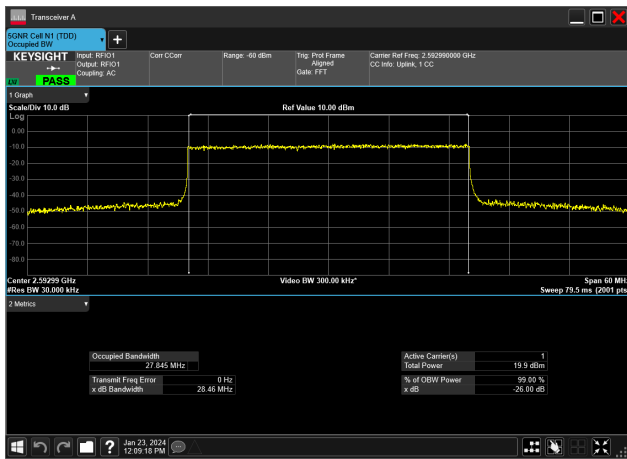 Transceiver A
5GNR Cell N1 (TDD)
Occupied BW
+
KEYSIGHT
Input: RFIO1
Output: RFIO1
Coupling: AC
Corr CCorr
Range: -60 dBm
Trig: Prot Frame
Aligned
Gate: FFT
Carrier Ref Freq: 2.592990000 GHz
CC Info: Uplink, 1 CC
PASS
1 Graph
Scale/Div 10.0 dB
Ref Value 10.00 dBm
Log
0.00
-10.0
-20.0
-30.0
-40.0
-50.0
-60.0
-70.0
-80.0
Center 2.59299 GHz
Video BW 300.00 kHz*
Span 60 MH
#Res BW 30.000 kHz
Sweep 79.5 ms (2001 pts
2 Metrics
Occupied Bandwidth
27.845 MHz
Transmit Freq Error 0 Hz
x dB Bandwidth 28.46 MHz
Active Carrier(s) 1
Total Power 19.9 dBm
% of OBW Power 99.00 %
x dB -26.00 dB
?
Jan 23, 2024
12:09:18 PM